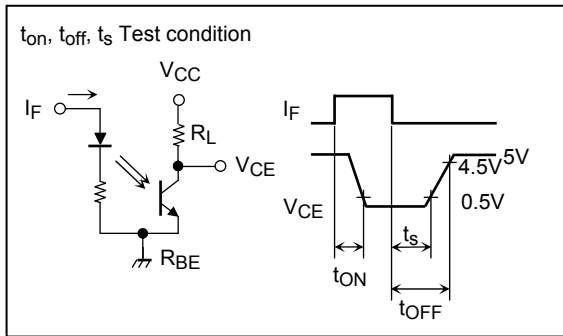 ton, toff, ts Test condition
VCC
IF
RL
VCE
RBE
IF
5V
4.5V
0.5V
VCE
ts
tON
tOFF